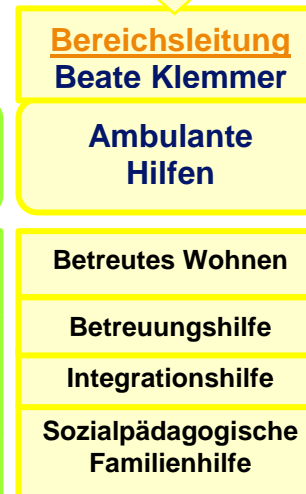 Bereichsleitung
Beate Klemmer
Ambulante
Hilfen
Betreutes Wohnen
Betreuungshilfe
Integrationshilfe
Sozialpädagogische
Familienhilfe